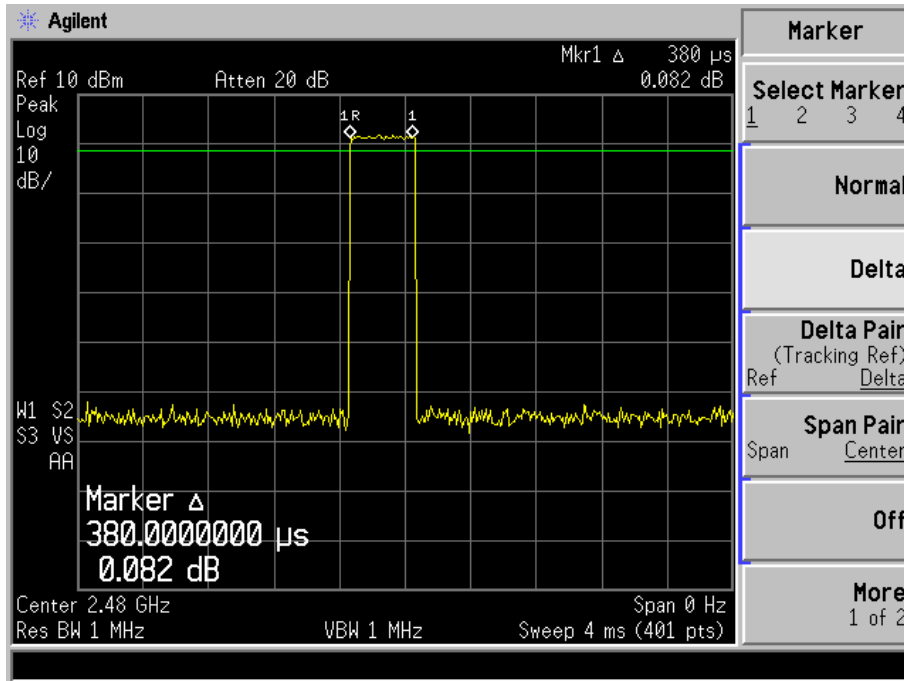 Agilent
Marker
Mkr1 Δ 380 µs
Ref 10 dBm Atten 20 dB 0.082 dB
Peak
Log
10
dB/
1R 1
Select Marker
1 2 3 4
Normal
Delta
Delta Pair
(Tracking Ref)
Ref Delta
W1 S2
S3 VS
AA
Span Pair
Span Center
Marker Δ
380.0000000 µs
0.082 dB
Off
Center 2.48 GHz Span 0 Hz
Res BW 1 MHz VBW 1 MHz Sweep 4 ms (401 pts)
More
1 of 2